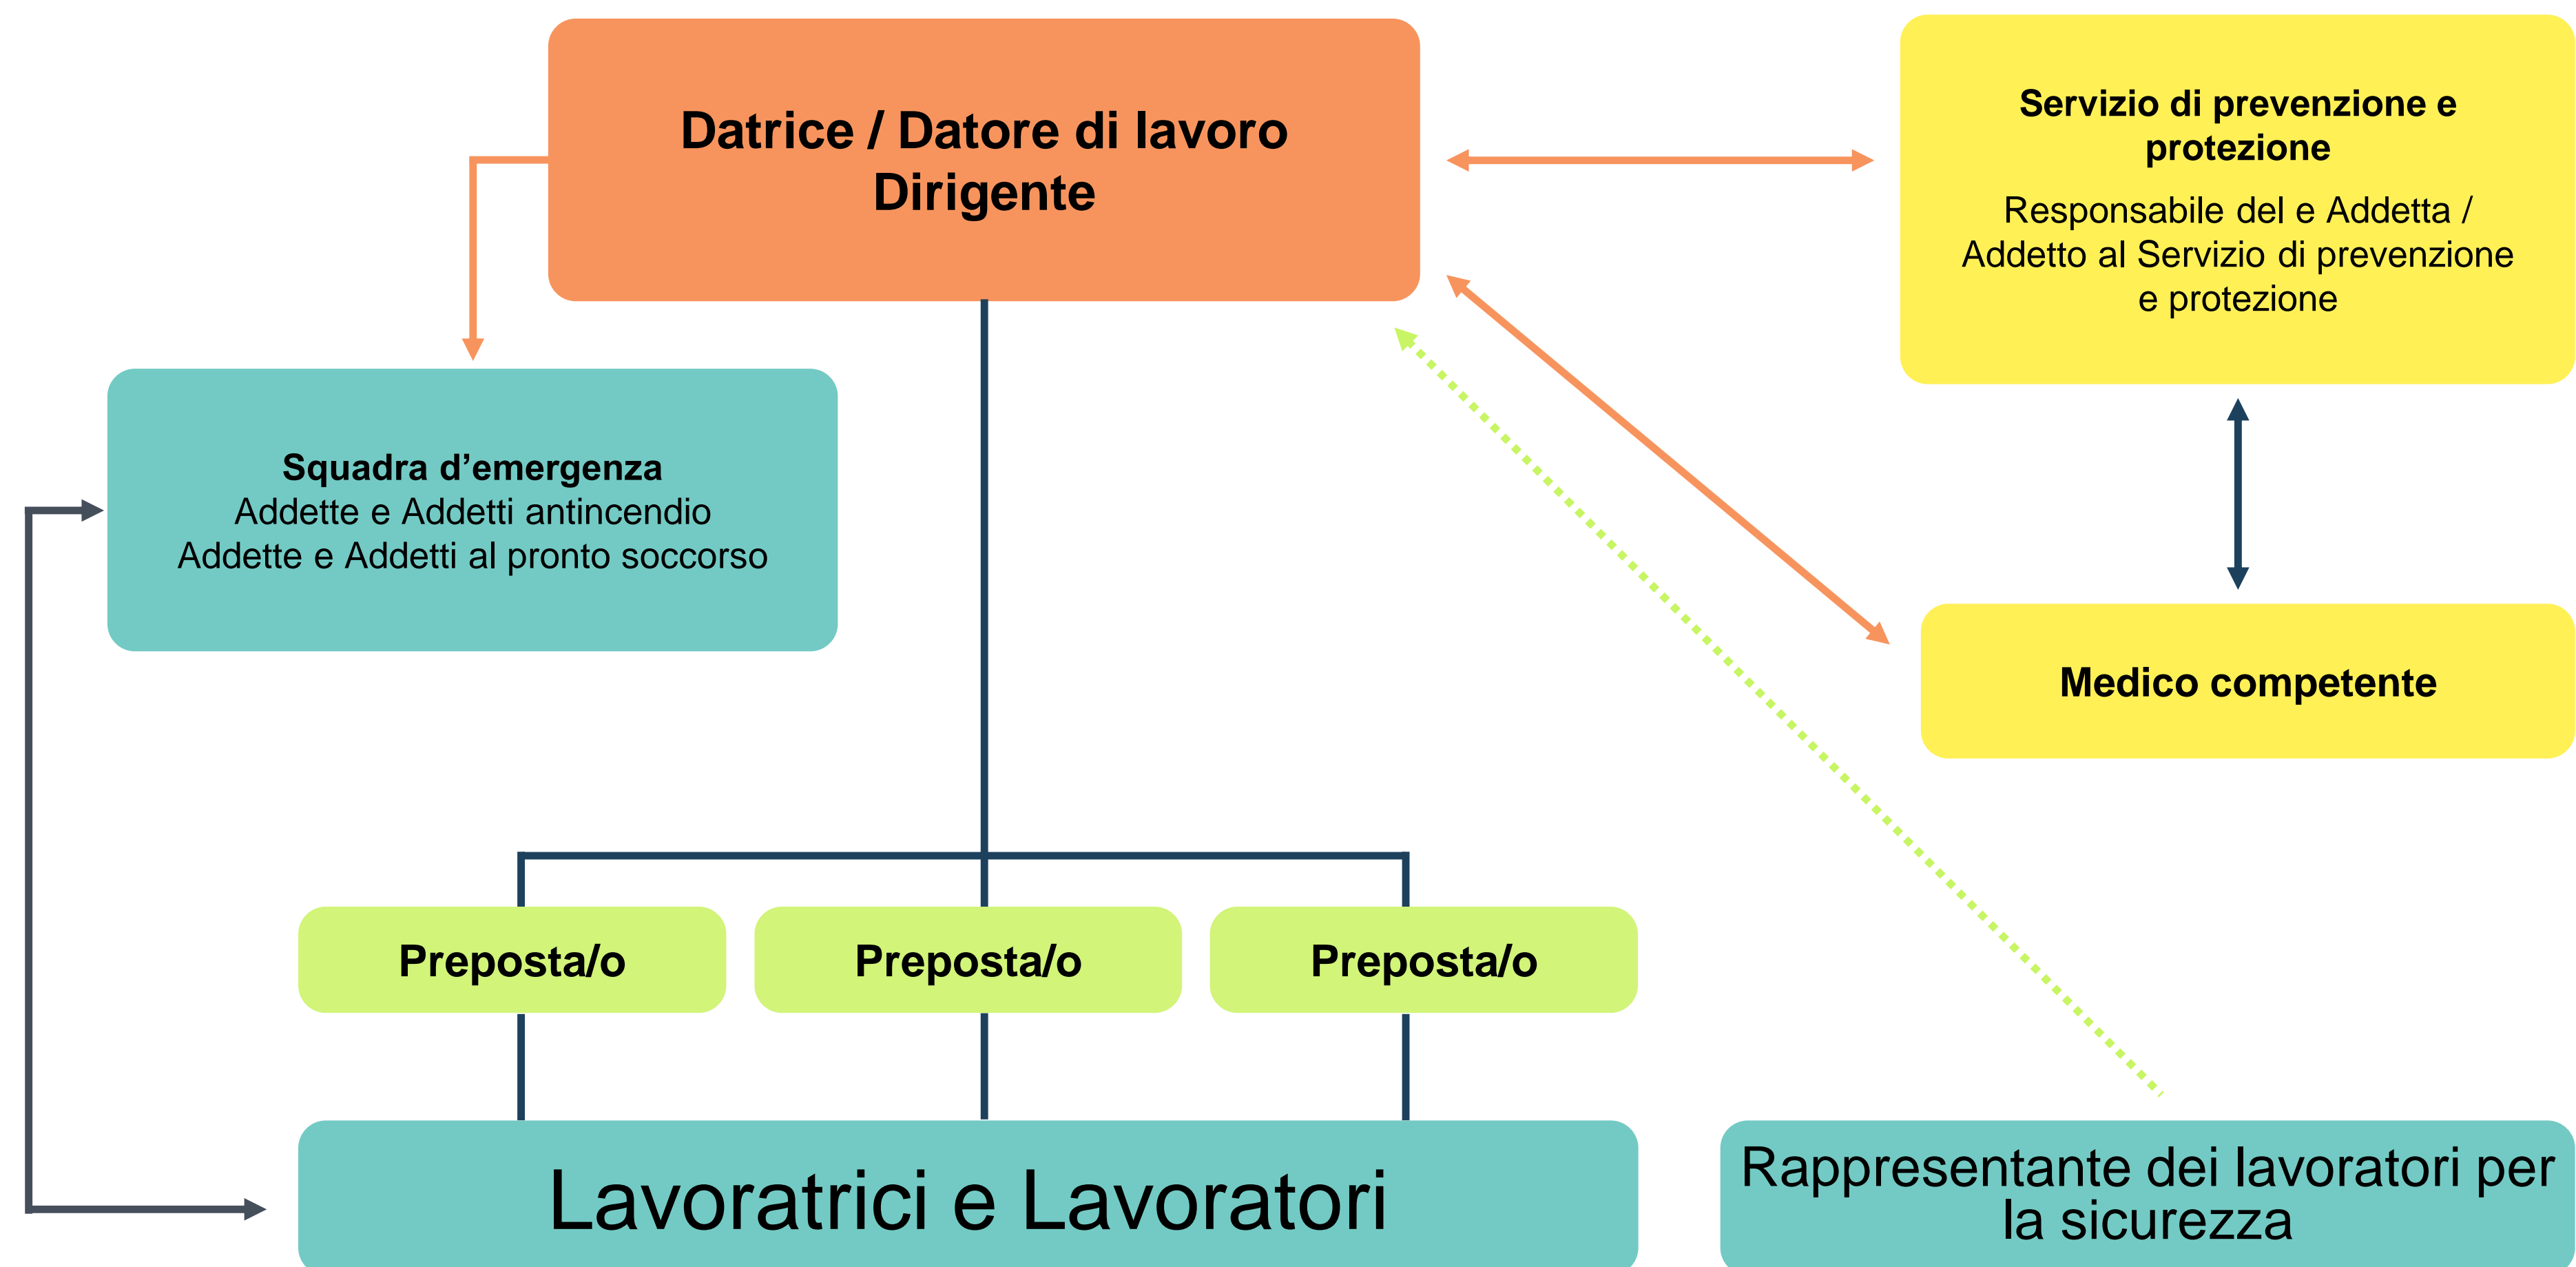 Datrice / Datore di lavoro
Dirigente
Servizio di prevenzione e
protezione
Responsabile del e Addetta /
Addetto al Servizio di prevenzione
e protezione
Squadra d’emergenza
Addette e Addetti antincendio
Addette e Addetti al pronto soccorso
Medico competente
Preposta/o
Preposta/o
Preposta/o
Lavoratrici e Lavoratori
Rappresentante dei lavoratori per
la sicurezza